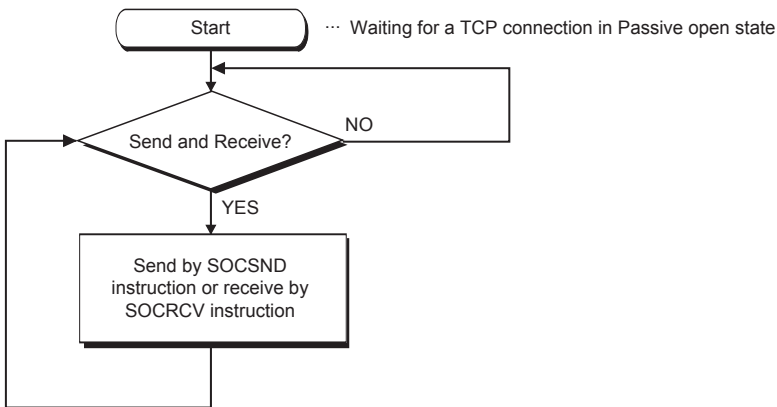 Start ··· Waiting for a TCP connection in Passive open state
Send and Receive?
NO
YES
Send by SOCSND
instruction or receive by
SOCRCV instruction